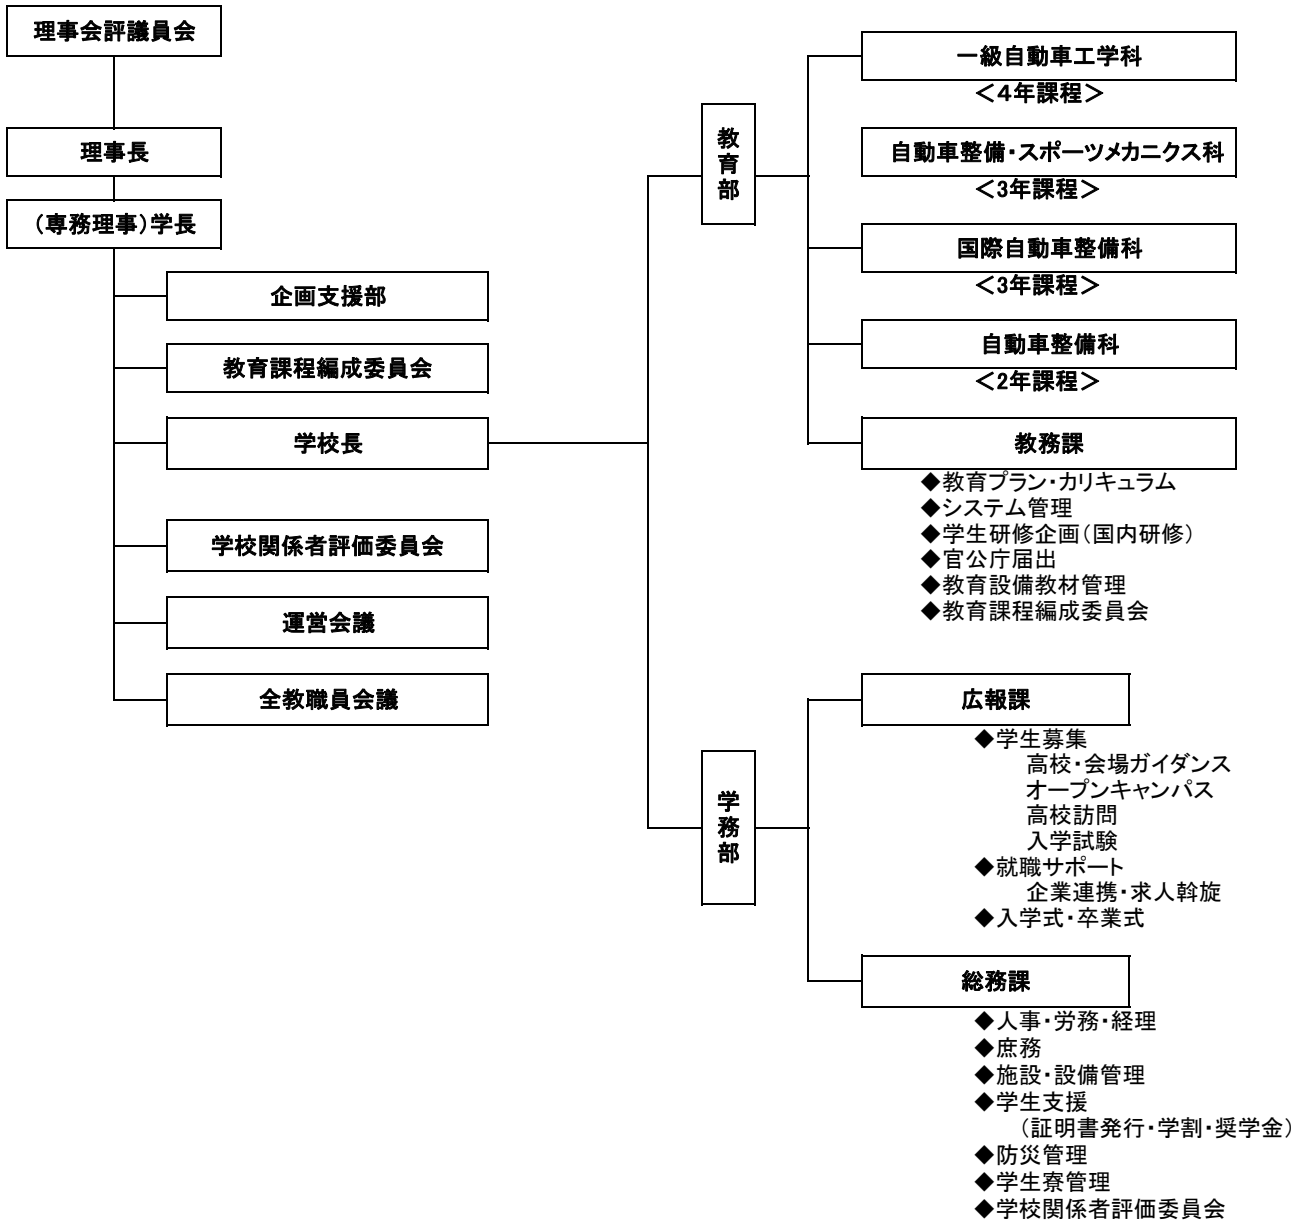 理事会評議員会
理事長
（専務理事）学長
企画支援部
教育課程編成委員会
学校長
学校関係者評価委員会
運営会議
全教職員会議
教育部
一級自動車工学科
＜４年課程＞
自動車整備・スポーツメカニクス科
＜3年課程＞
国際自動車整備科
＜3年課程＞
自動車整備科
＜2年課程＞
教務課
◆教育プラン・カリキュラム
◆システム管理
◆学生研修企画（国内研修）
◆官公庁届出
◆教育設備教材管理
◆教育課程編成委員会
学務部
広報課
◆学生募集
高校・会場ガイダンス
オープンキャンパス
高校訪問
入学試験
◆就職サポート
企業連携・求人斡旋
◆入学式・卒業式
総務課
◆人事・労務・経理
◆庶務
◆施設・設備管理
◆学生支援
（証明書発行・学割・奨学金）
◆防災管理
◆学生寮管理
◆学校関係者評価委員会